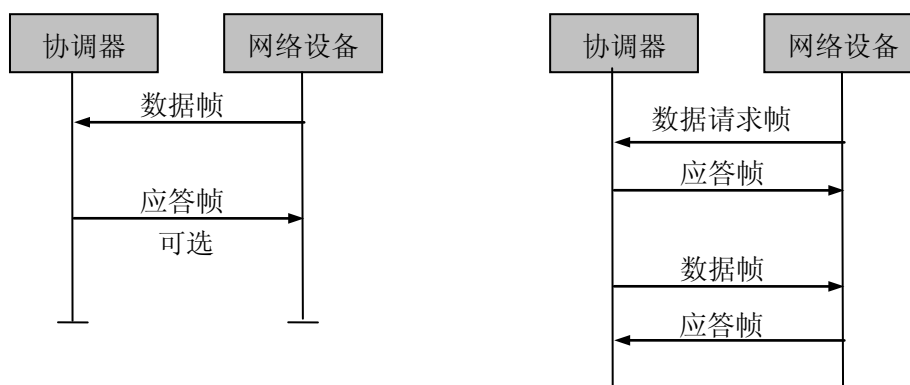 协调器
网络设备
数据帧
应答帧
可选
协调器
网络设备
数据请求帧
应答帧
数据帧
应答帧